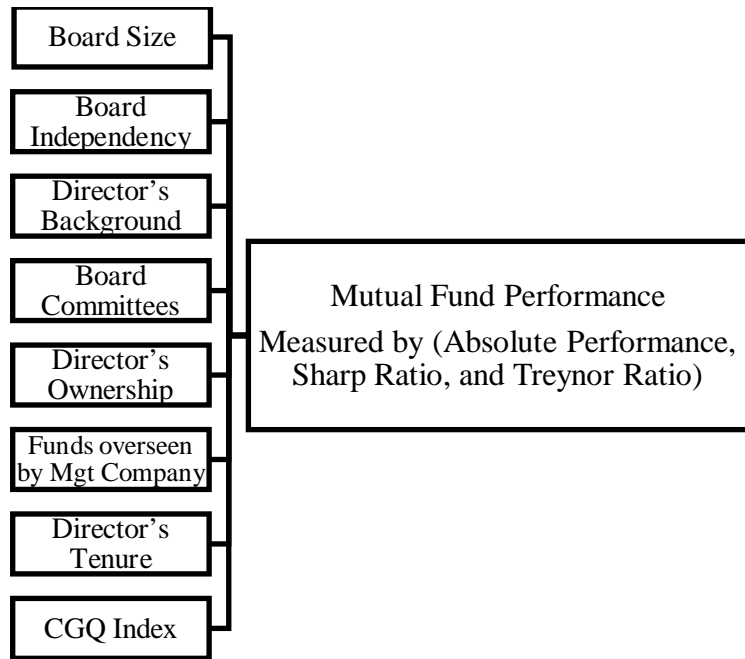 Board Size
Board
Independency
Director’s
Background
Board
Committees
Director’s
Ownership
Funds overseen
by Mgt Company
Director’s
Tenure
CGQ Index
Mutual Fund Performance
Measured by (Absolute Performance,
Sharp Ratio, and Treynor Ratio)